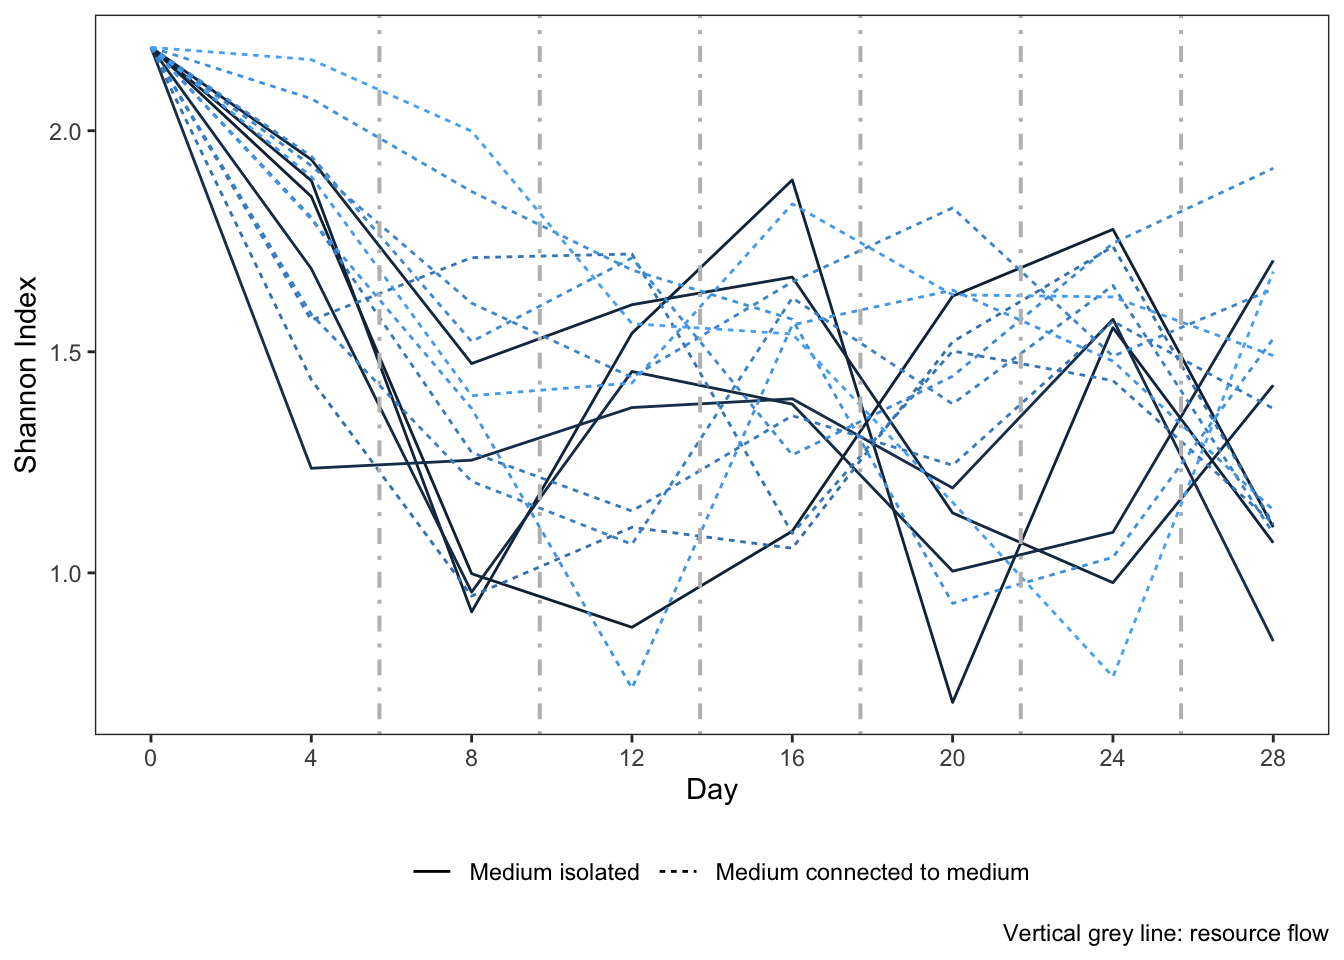 2.0
1.5
1.0
Shannon Index
0 4 8 12 16 20 24 28
Day
Medium isolated Medium connected to medium
Vertical grey line: resource flow